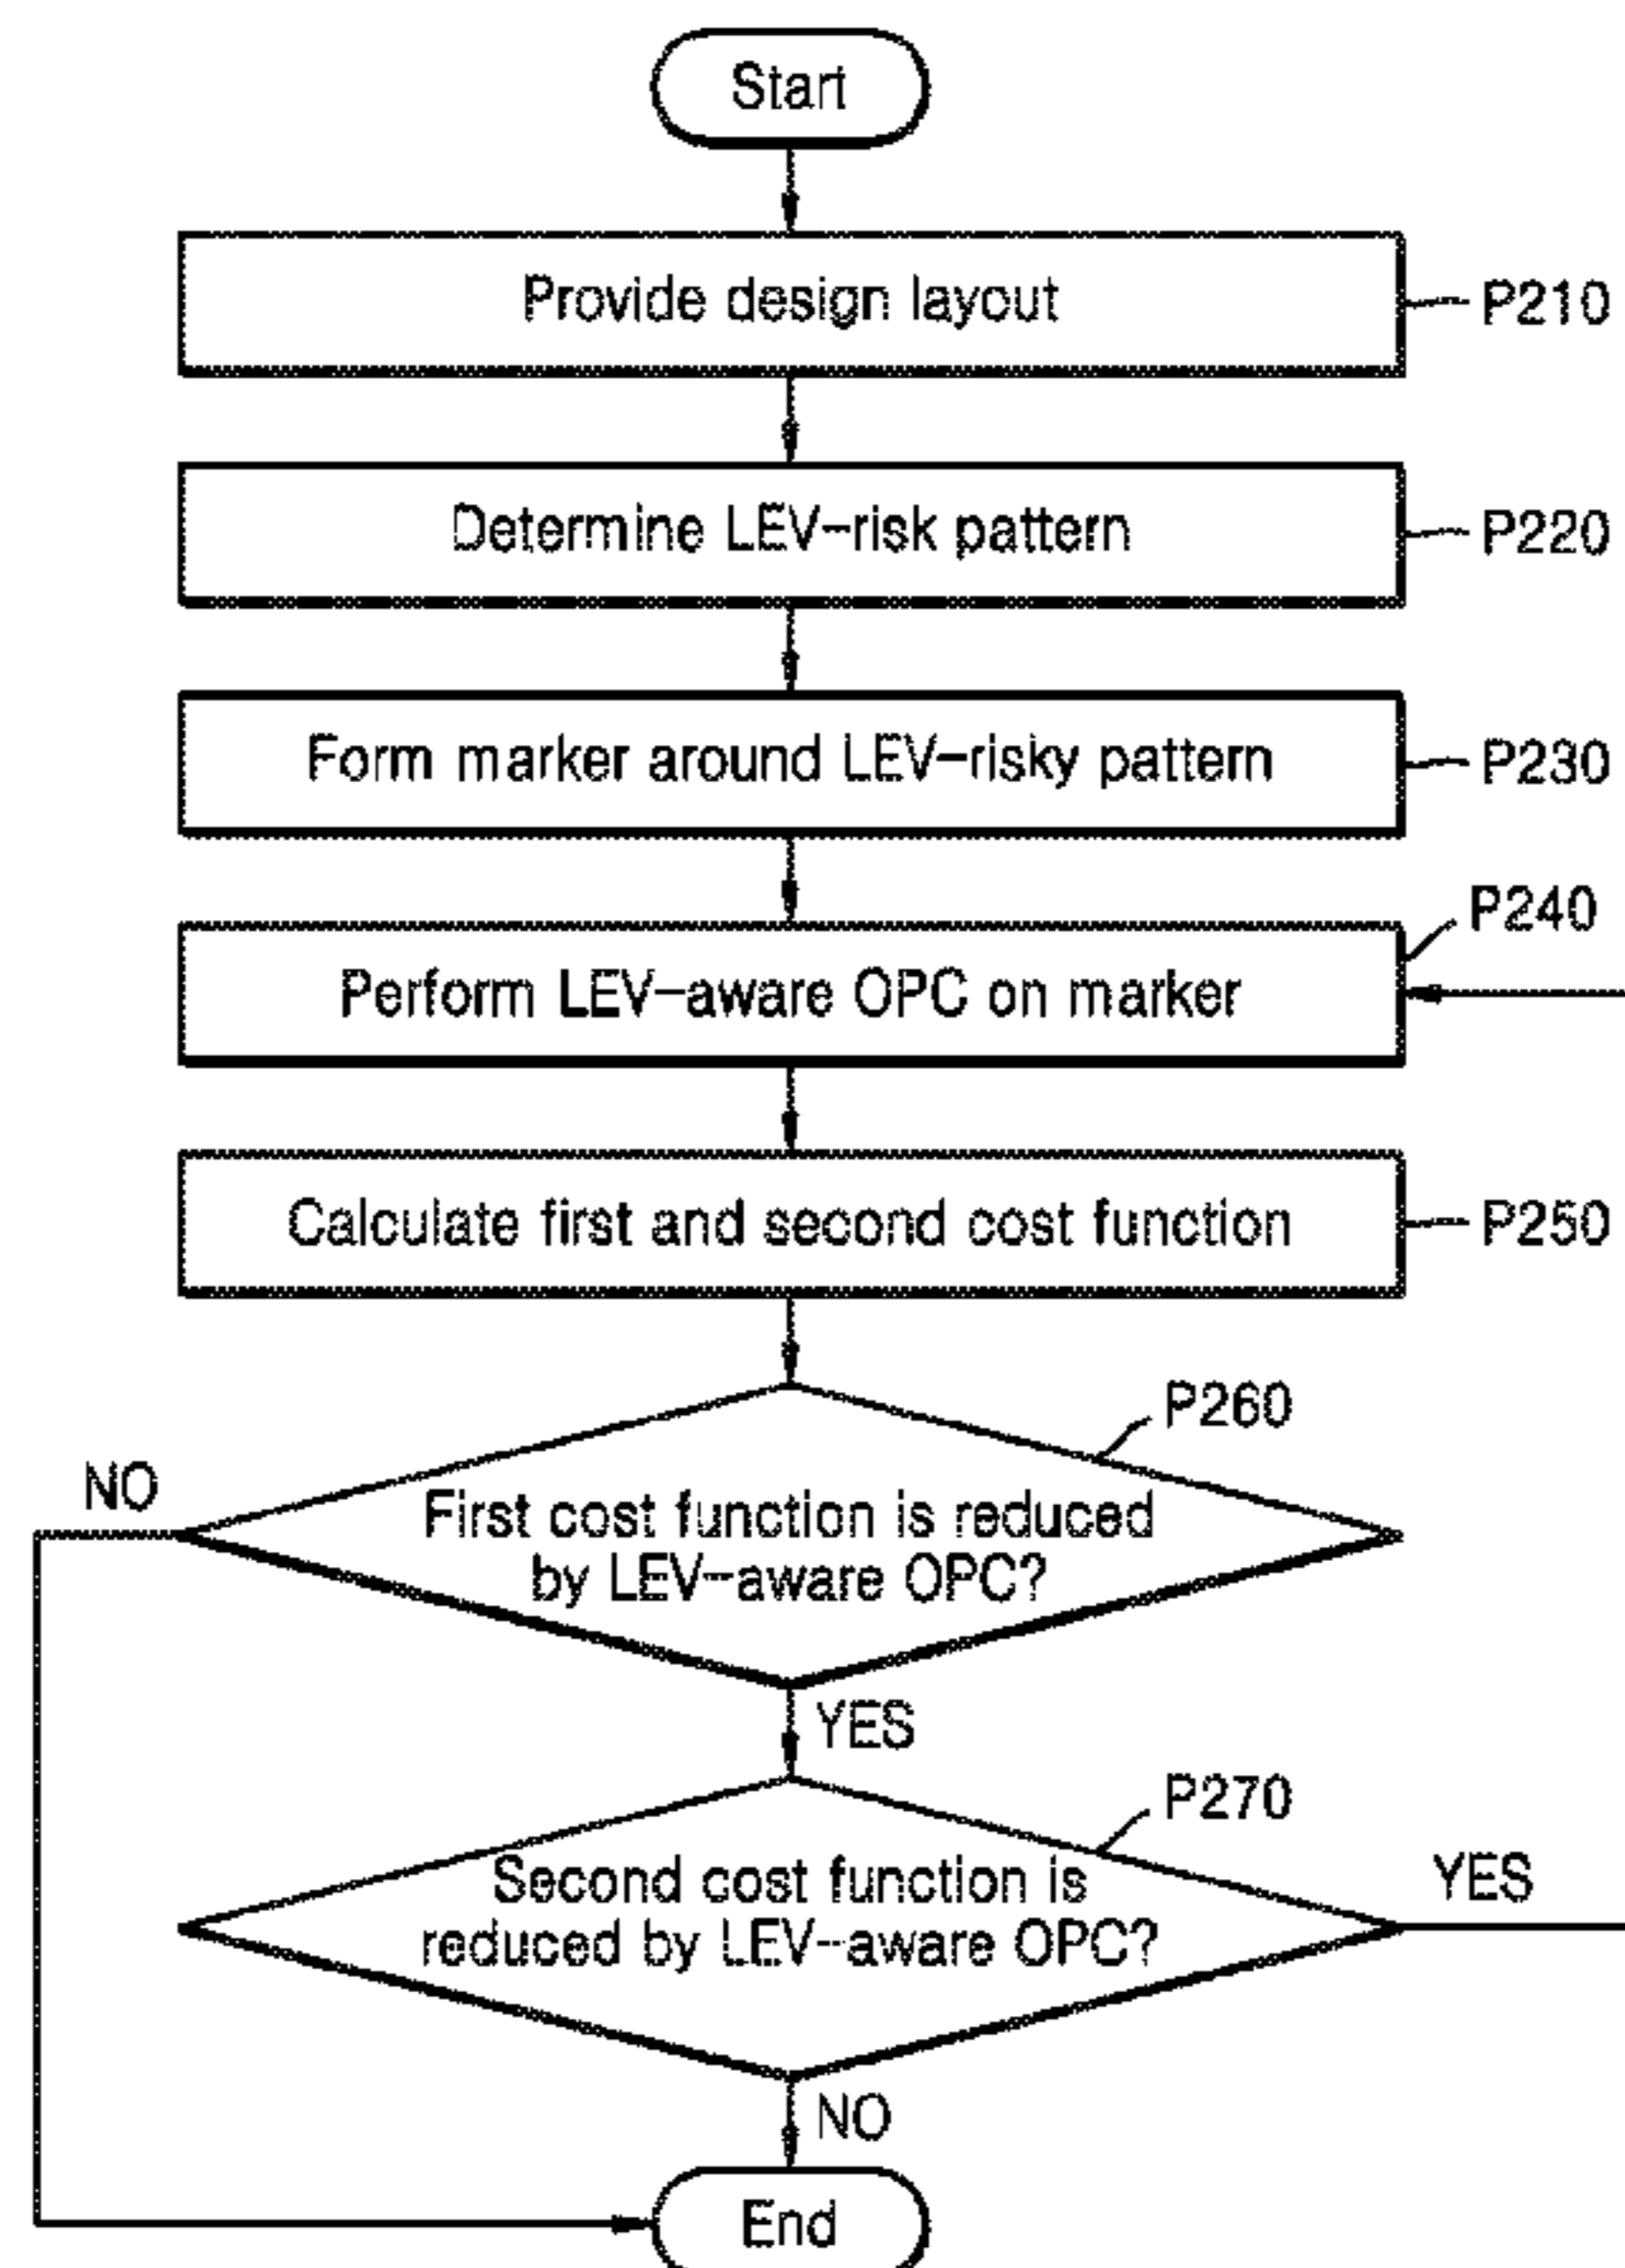 Start
Provide design layout
P210
Determine LEV-risk pattern
P220
Form marker around LEV-risky pattern
P230
P240
Perform LEV-aware OPC on marker
Calculate first and second cost function
P250
P260
NO
First cost function is reduced
by LEV-aware OPC?
YES
P270
Second cost function is
reduced by LEV-aware OPC?
YES
NO
End